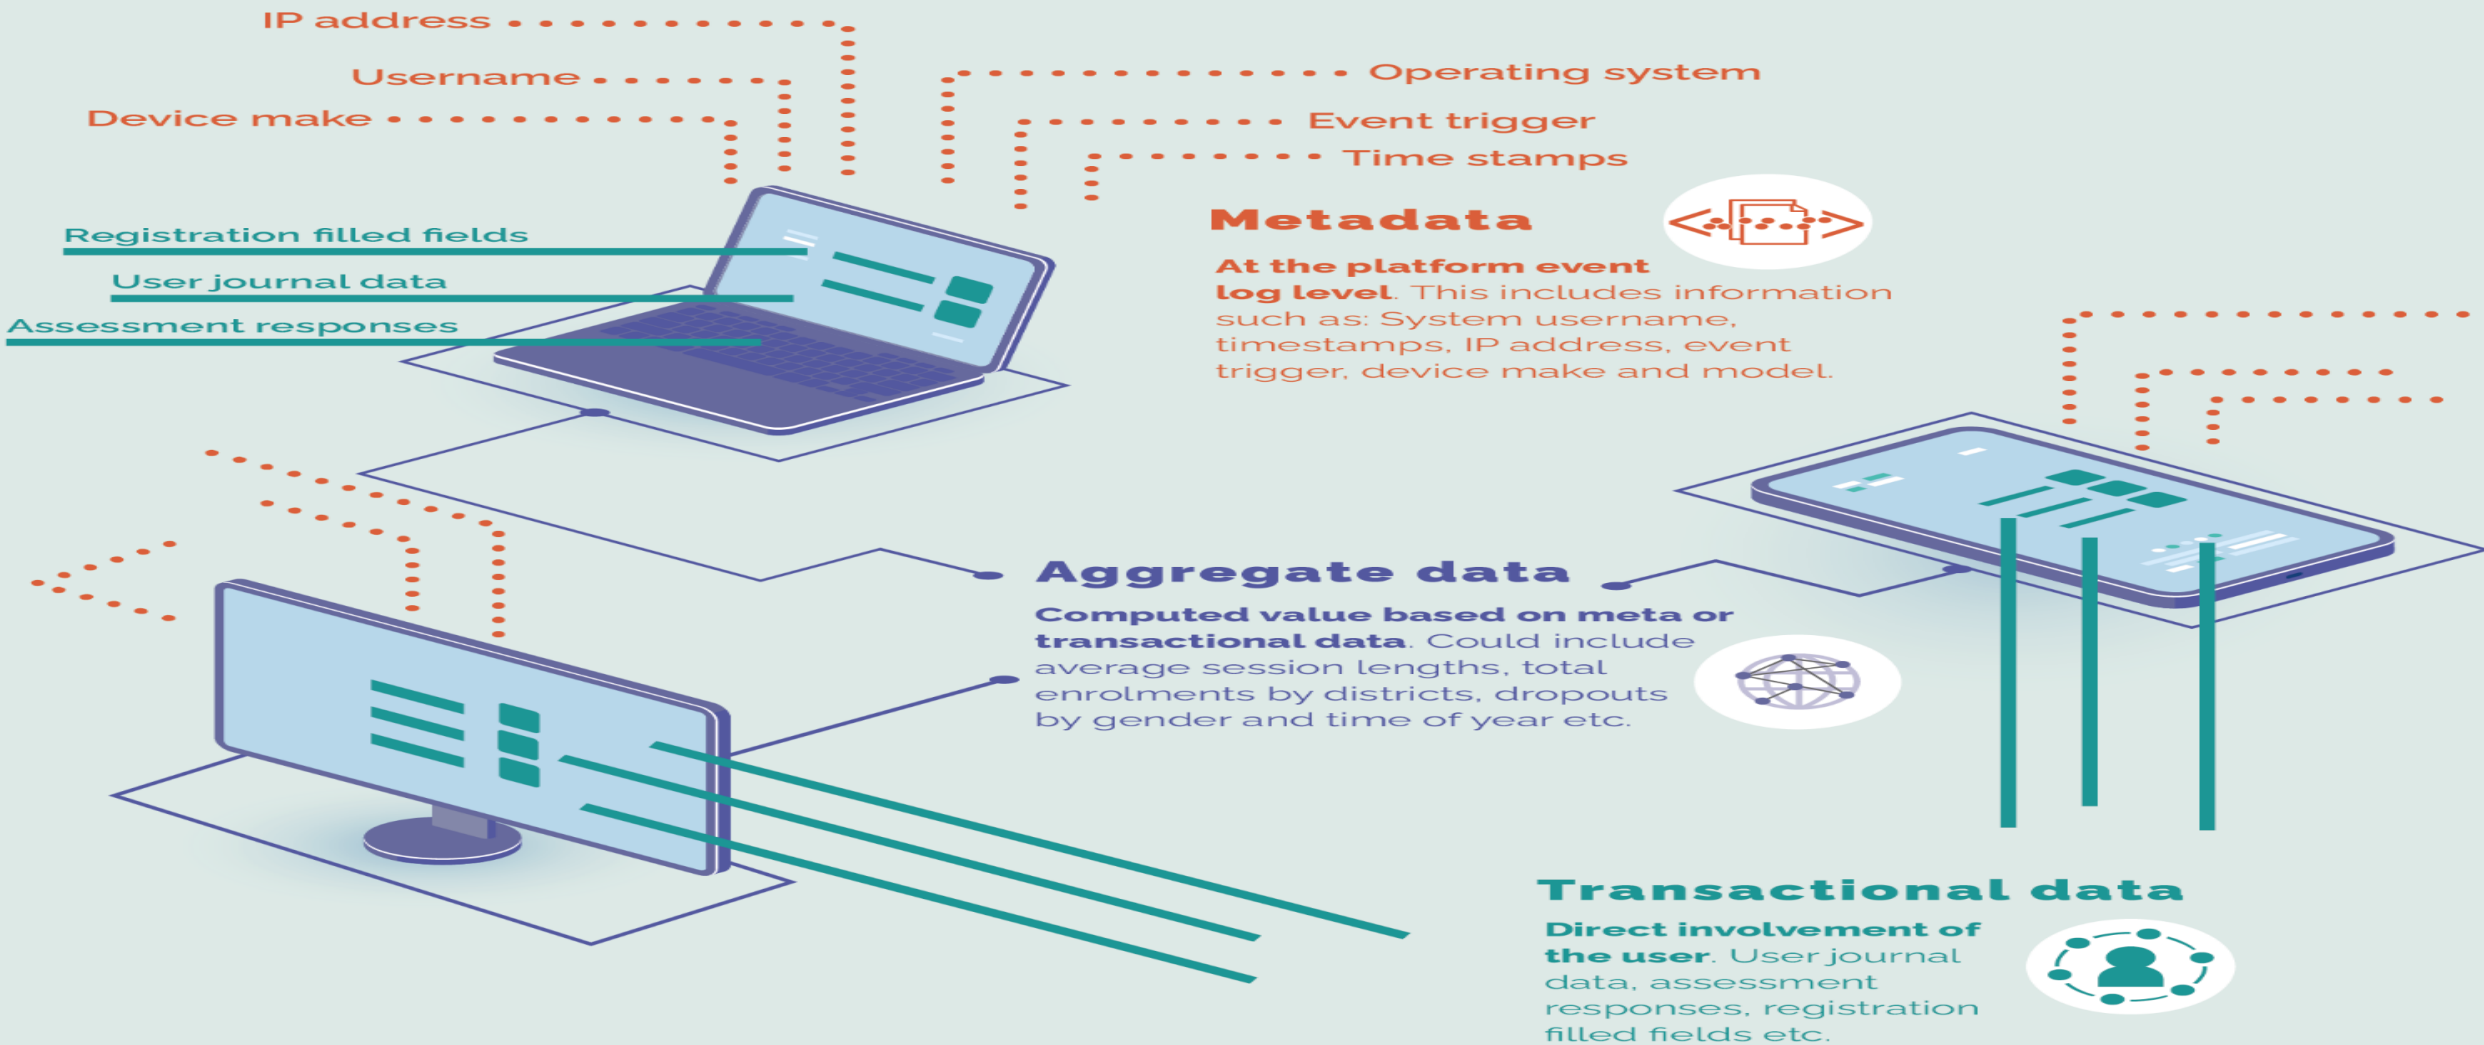 IP address
Username
Device make
Operating system
Event trigger
Time stamps
Registration filled fields
User journal data
Assessment responses
Metadata
At the platform event
log level. This includes information
such as: System username,
timestamps, IP address, event
trigger, device make and model.
Aggregate data
Computed value based on meta or
transactional data. Could include
average session lengths, total
enrolments by districts, dropouts
by gender and time of year etc.
Transactional data
Direct involvement of
the user. User journal
data, assessment
responses, registration
filled fields etc.